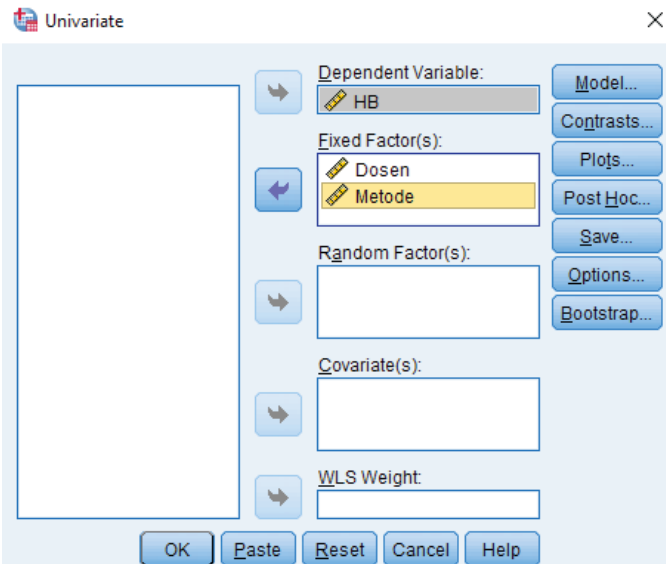 Univariate
Dependent Variable:
HB
Fixed Factor(s):
Dosen
Metode
Random Factor(s):
Covariate(s):
WLS Weight:
Model...
Contrasts...
Plots...
Post Hoc...
Save...
Options...
Bootstrap...
OK Paste Reset Cancel Help